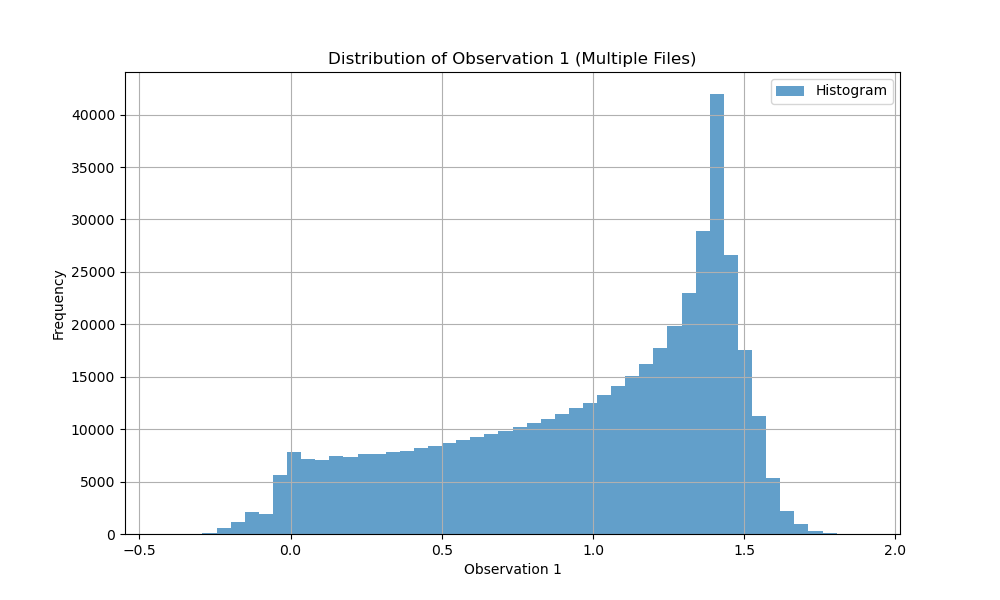 Distribution of Observation 1 (Multiple Files)
Histogram
40000
35000
30000
25000
20000
15000
10000
5000
0
Frequency
−0.5 0.0 0.5 1.0 1.5 2.0
Observation 1